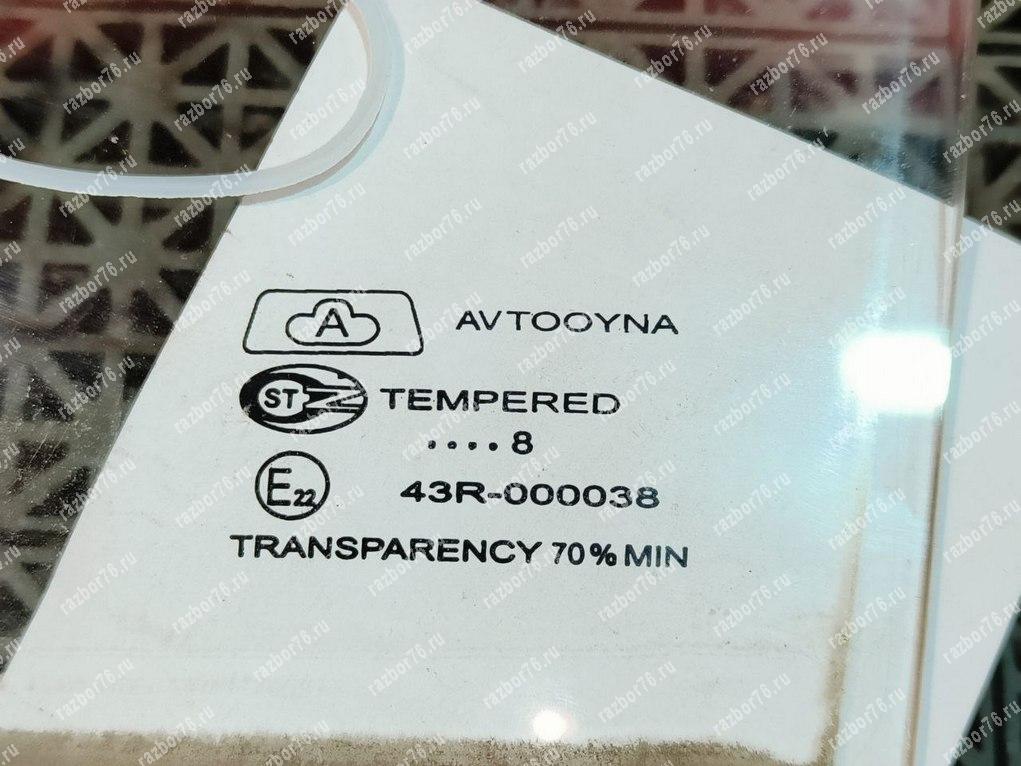 A AVTOOYNA
ST TEMPERED
....8
E22 43R-000038
TRANSPARENCY 70% MIN
razbor76.ru